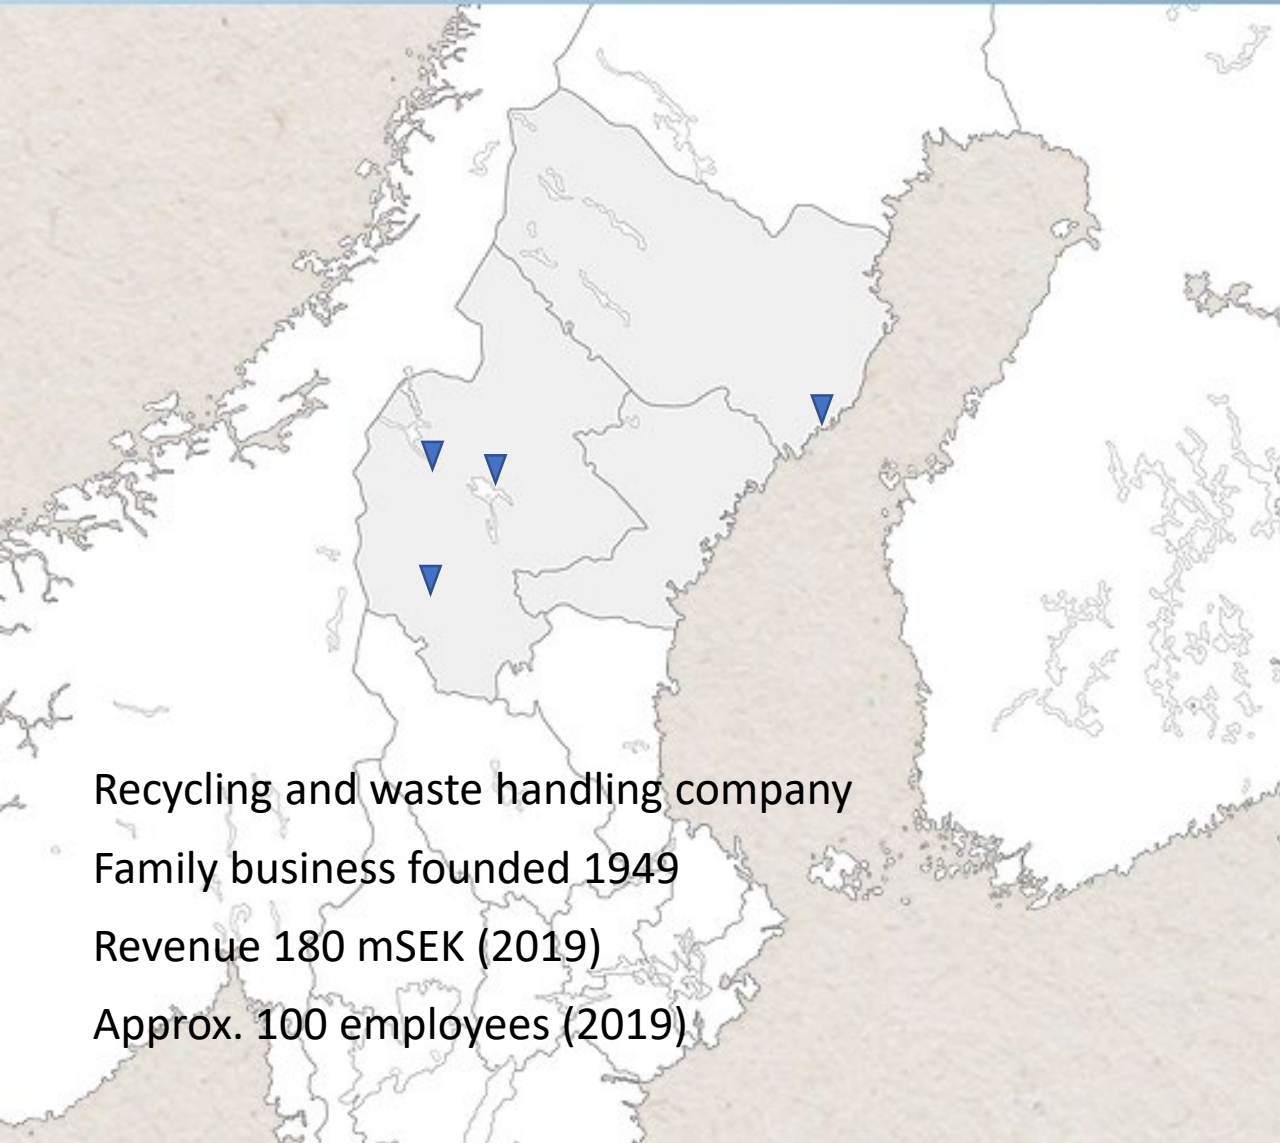 Recycling and waste handling company
Family business founded 1949
Revenue 180 mSEK (2019)
Approx. 100 employees (2019)